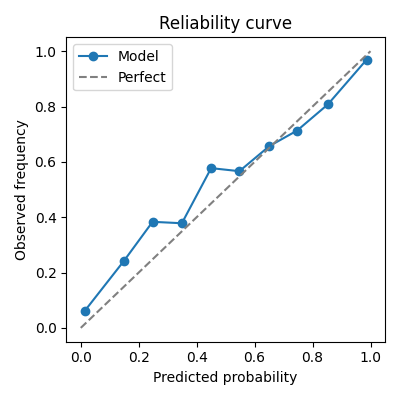 Reliability curve
Model
Perfect
Observed frequency
1.0
0.8
0.6
0.4
0.2
0.0
0.0 0.2 0.4 0.6 0.8 1.0
Predicted probability